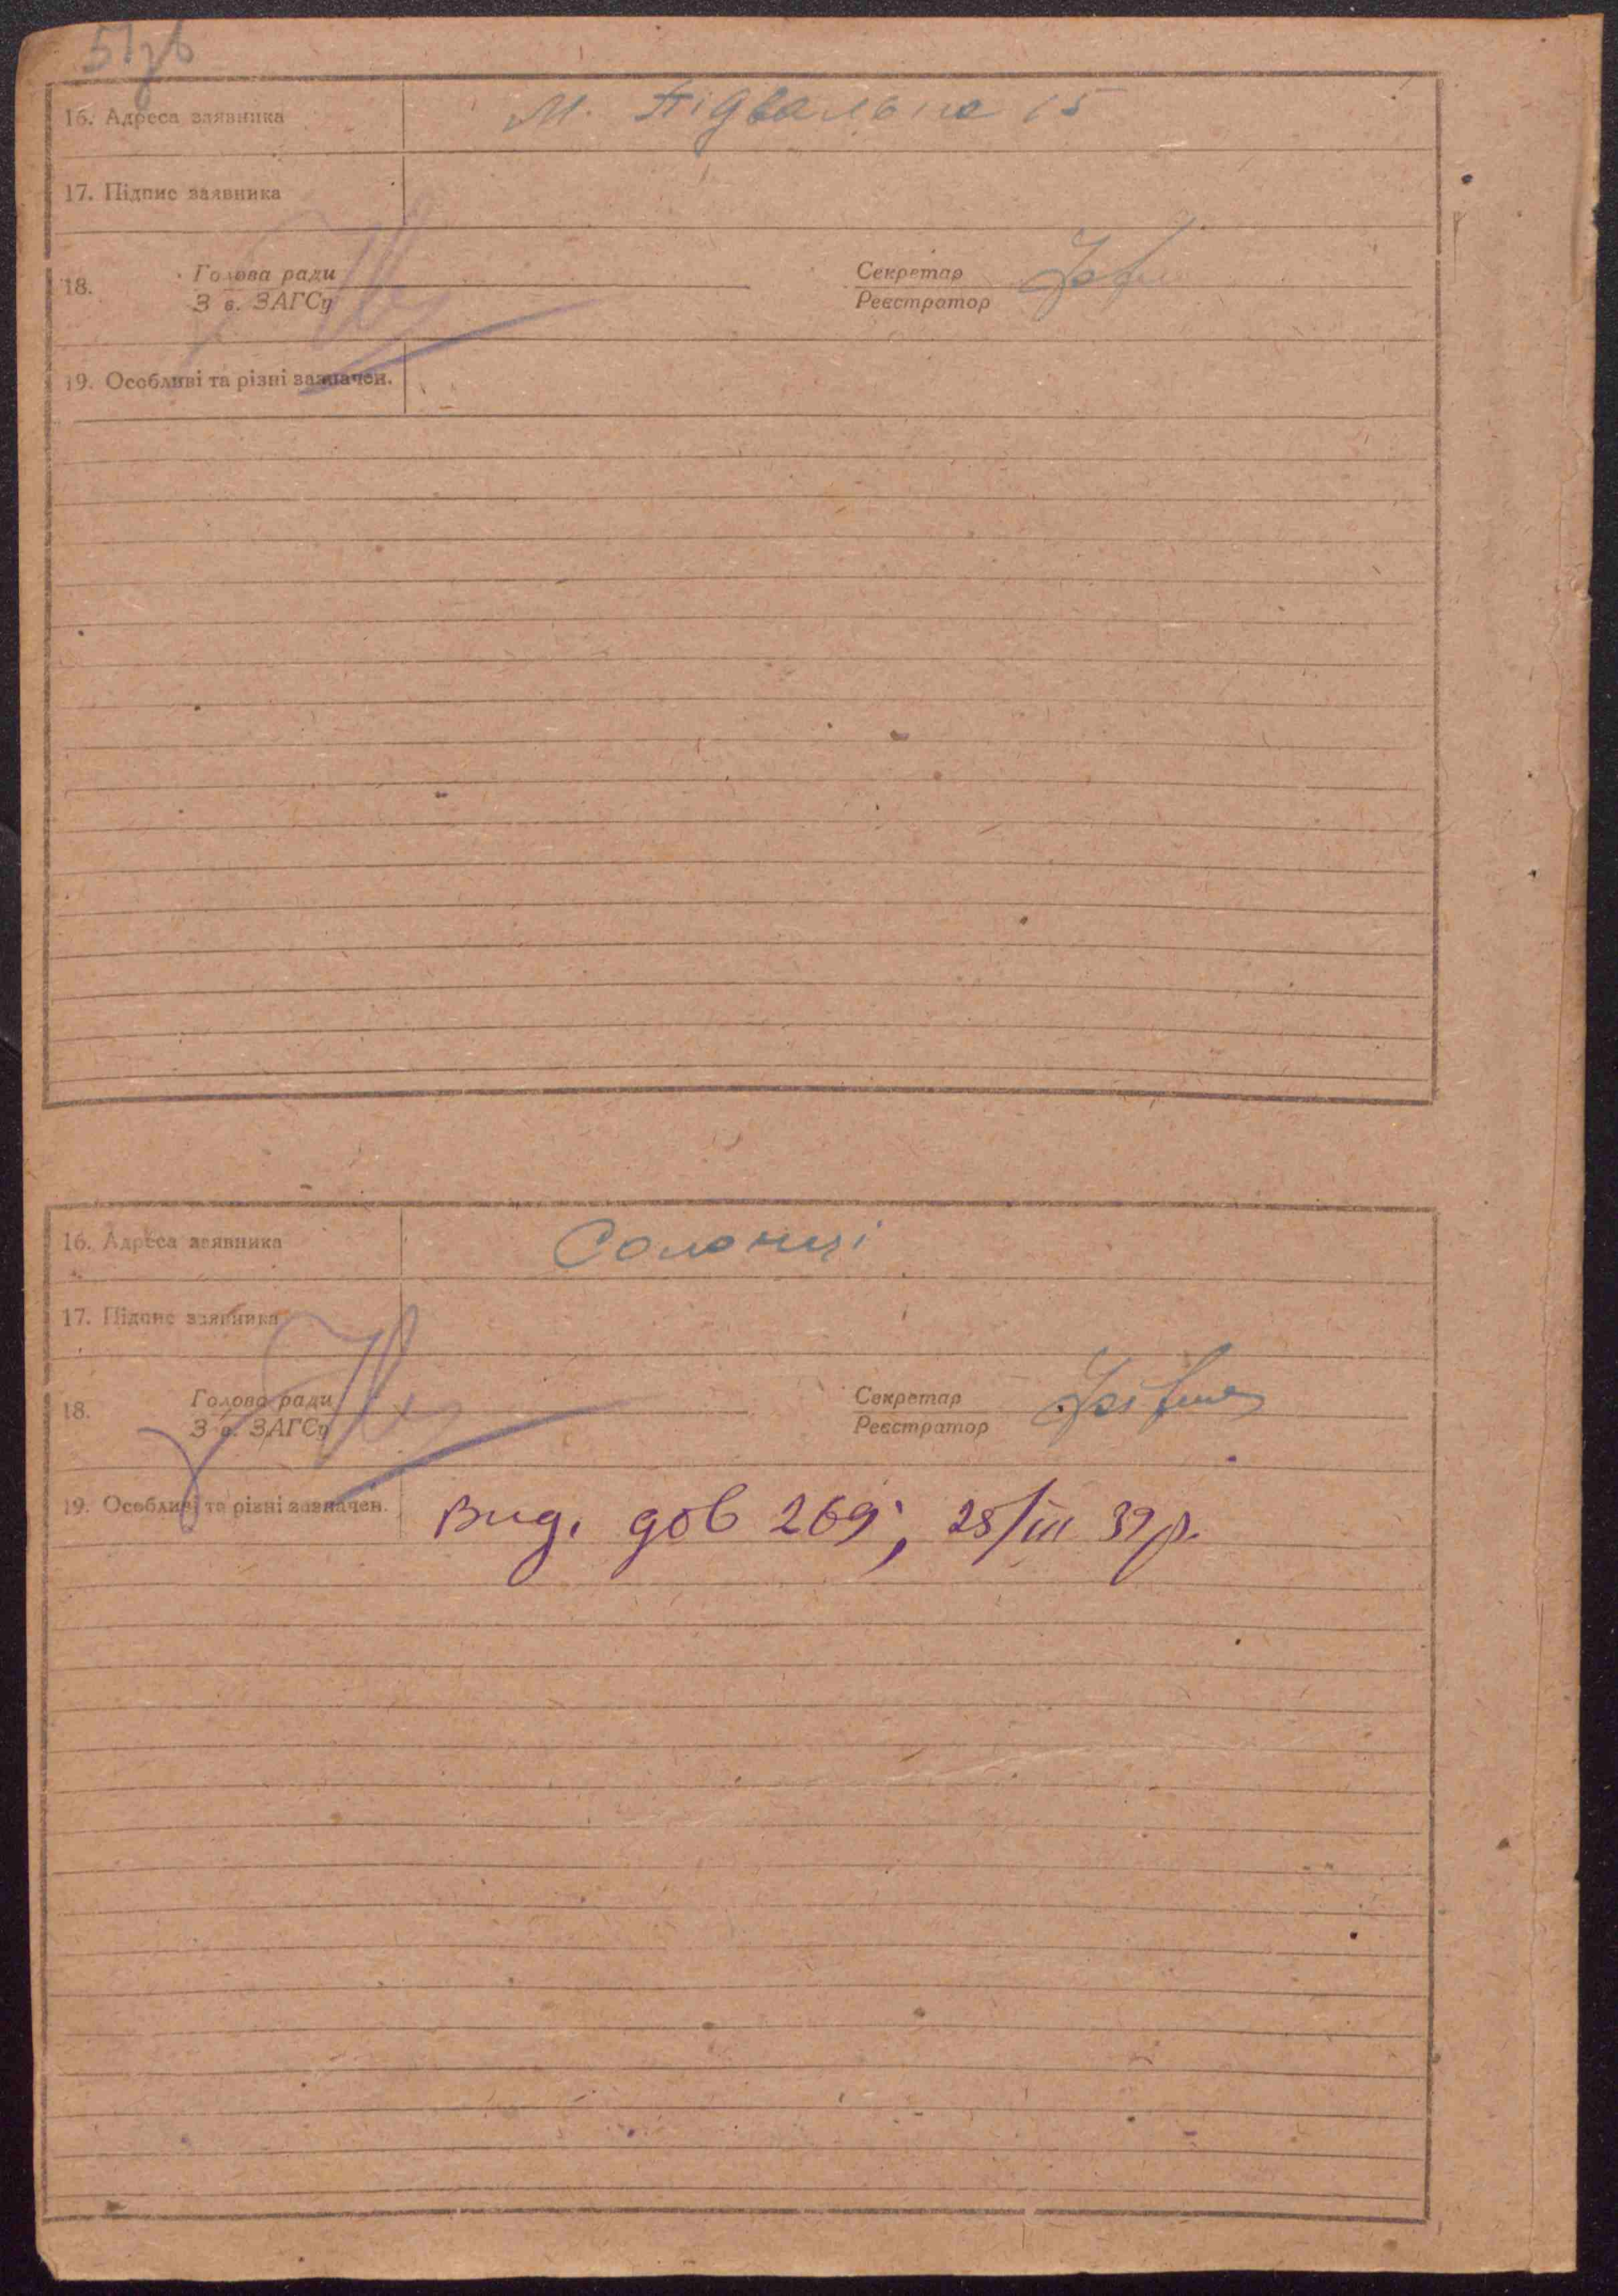 51зв
16. Адреса заявника М. Підвальна 15
17. Підпис заявника
18. Голова ради Секретар
Зав. ЗАГСу Реєстратор
19. Особливі та різні зазначен.
16. Адреса заявника Солонці
17. Підпис заявника
18. Голова ради Секретар
Зав. ЗАГСу Реєстратор
19. Особливі та різні зазначен. Вид. дов 269; 28/III 39 р.